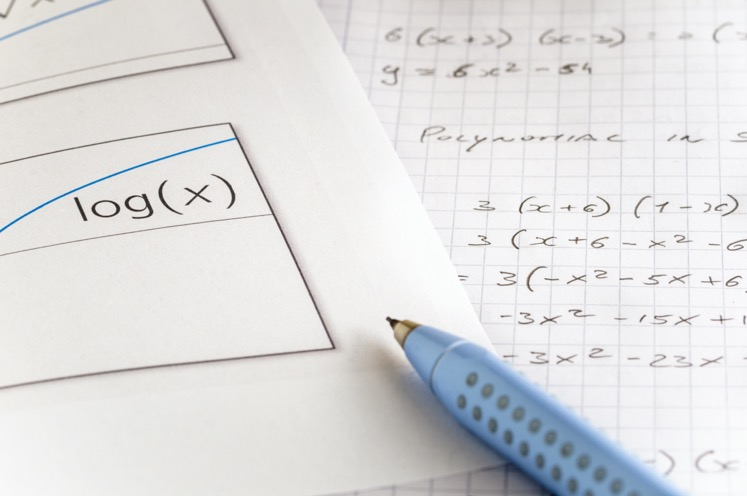 log(x)
6 (x+3) (x-3)
y = 6x² - 54
POLYNOMIAL IN
3 (x+6) (1-x)
3 (x+6-x²-6
= 3(-x²-5x+6
-3x²-15x+1
-3x²-23x
) (x